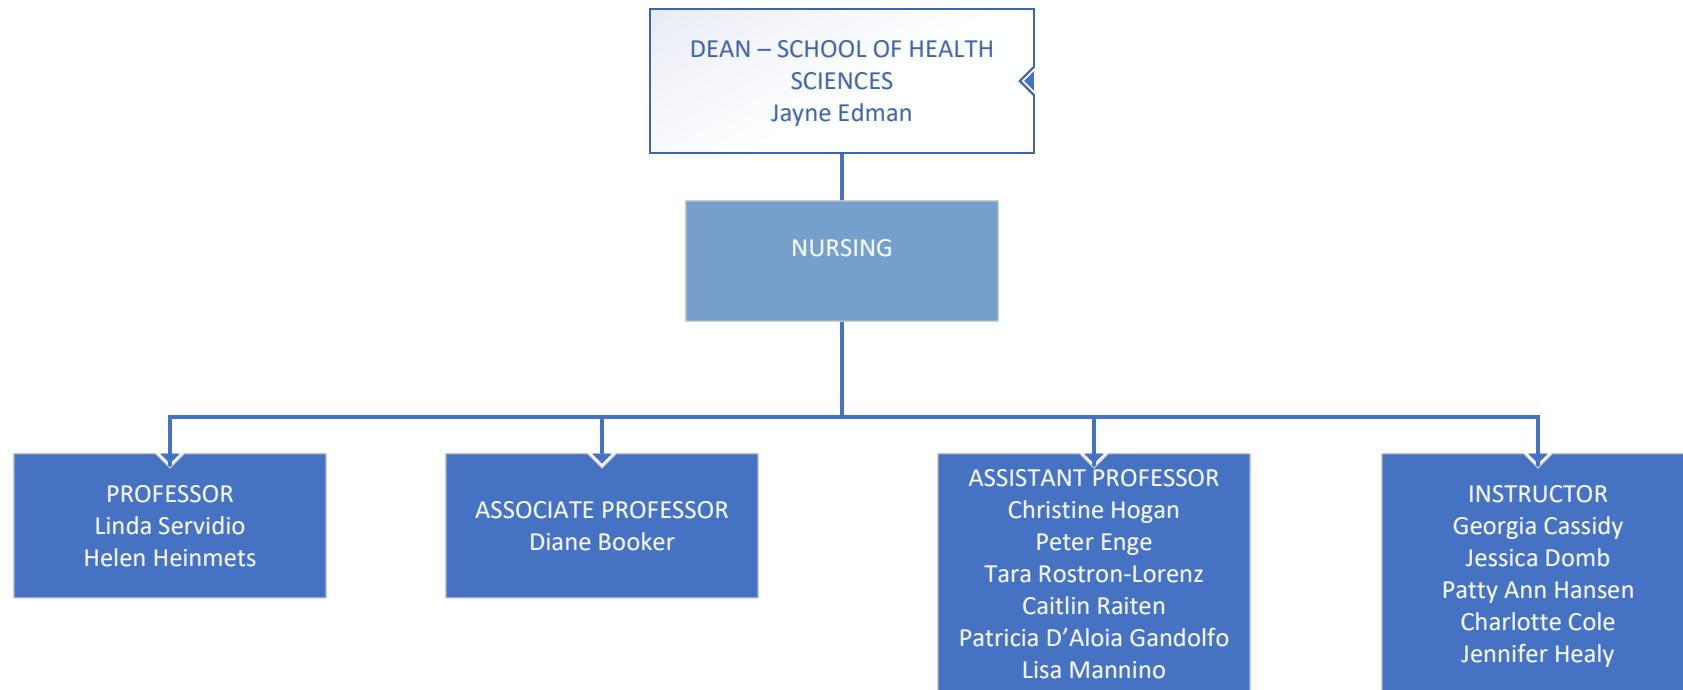 DEAN – SCHOOL OF HEALTH
SCIENCES
Jayne Edman
NURSING
PROFESSOR
Linda Servidio
Helen Heinmets
ASSOCIATE PROFESSOR
Diane Booker
ASSISTANT PROFESSOR
Christine Hogan
Peter Enge
Tara Rostron-Lorenz
Caitlin Raiten
Patricia D’Aloia Gandolfo
Lisa Mannino
INSTRUCTOR
Georgia Cassidy
Jessica Domb
Patty Ann Hansen
Charlotte Cole
Jennifer Healy